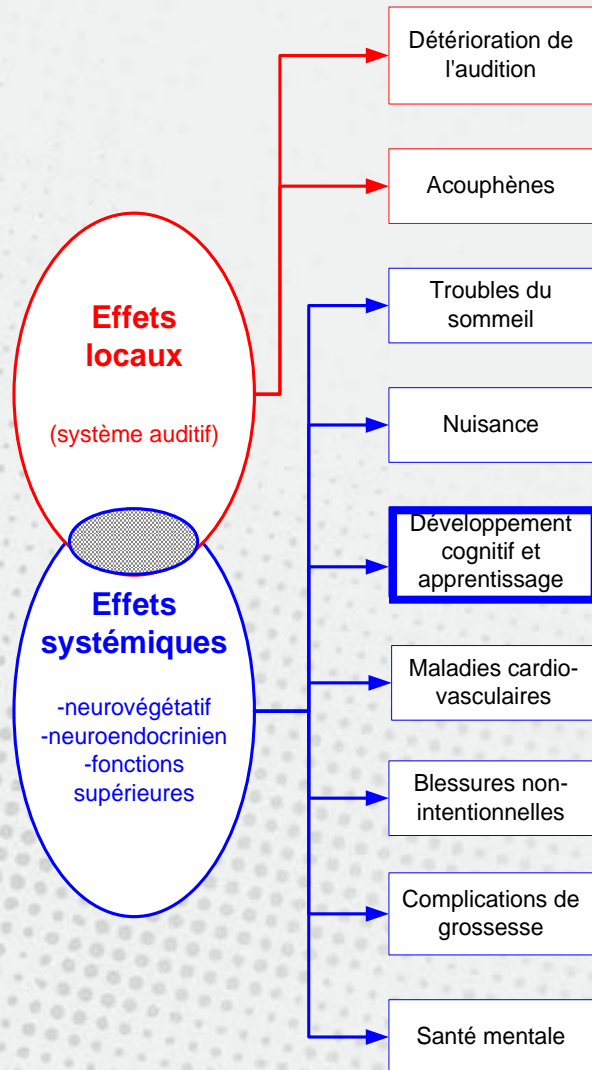 Détérioration de
l'audition
Acouphènes
Effets
locaux
(système auditif)
Troubles du
sommeil
Nuisance
Développement
cognitif et
apprentissage
Effets
systémiques
-neurovégétatif
-neuroendocrinien
-fonctions
supérieures
Maladies cardio-
vasculaires
Blessures non-
intentionnelles
Complications de
grossesse
Santé mentale